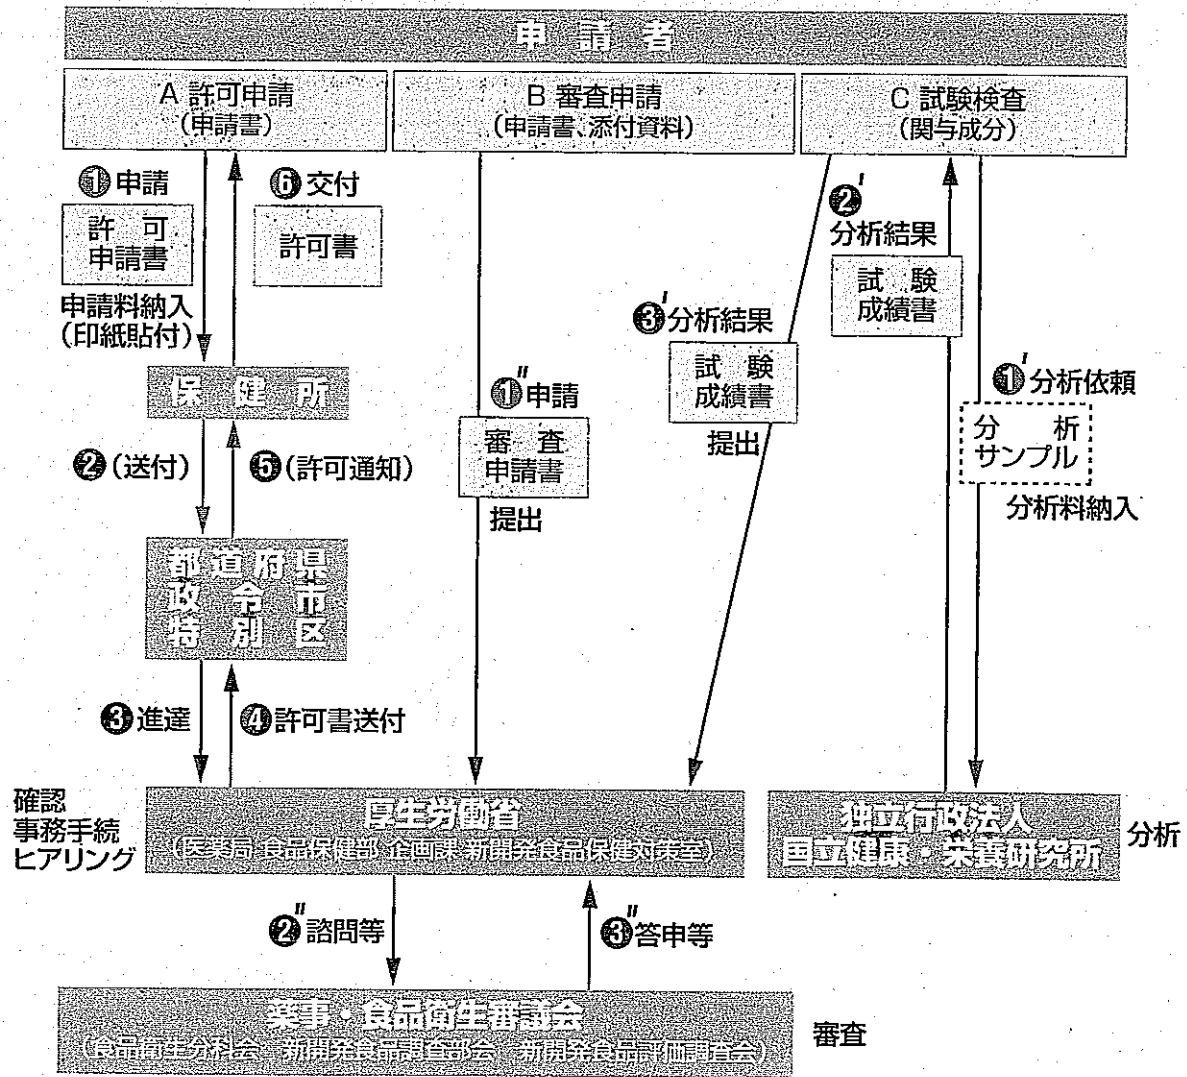 申請者
A 許可申請
(申請書)
B 審査申請
(申請書、添付資料)
C 試験検査
(関与成分)
①申請
許可
申請書
申請料納入
(印紙貼付)
⑥交付
許可書
❷'
分析結果
試験
成績書
❸'分析結果
試験
成績書
提出
①'分析依頼
分析
サンプル
分析料納入
①"申請
審査
申請書
提出
保健所
❷(送付)
❺(許可通知)
都道府県
政令市
特別区
❸進達
④許可書送付
確認
事務手続
ヒアリング
厚生労働省
(医薬局 食品保健部 企画課 新開発食品保健対策室)
独立行政法人
国立健康・栄養研究所
分析
❷"諮問等
❸"答申等
薬事・食品衛生審議会
(食品衛生分科会 新開発食品調査部会 新開発食品評価調査会)
審査